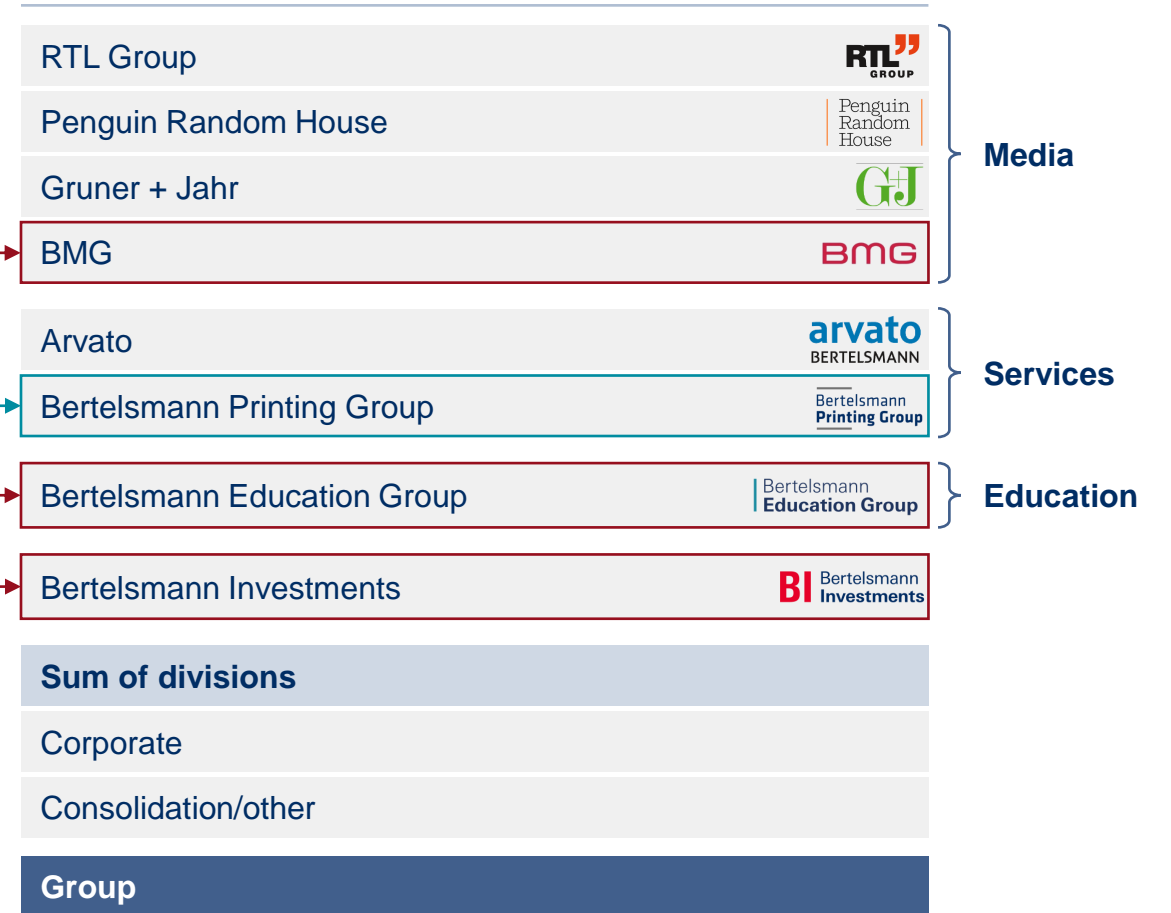 RTL Group
RTL
GROUP
Penguin Random House
Penguin
Random
House
Media
Gruner + Jahr
G+J
BMG
BMG
Arvato
arvato
BERTELSMANN
Services
Bertelsmann Printing Group
Bertelsmann
Printing Group
Bertelsmann Education Group
Bertelsmann
Education Group
Education
Bertelsmann Investments
BI
Bertelsmann
Investments
Sum of divisions
Corporate
Consolidation/other
Group